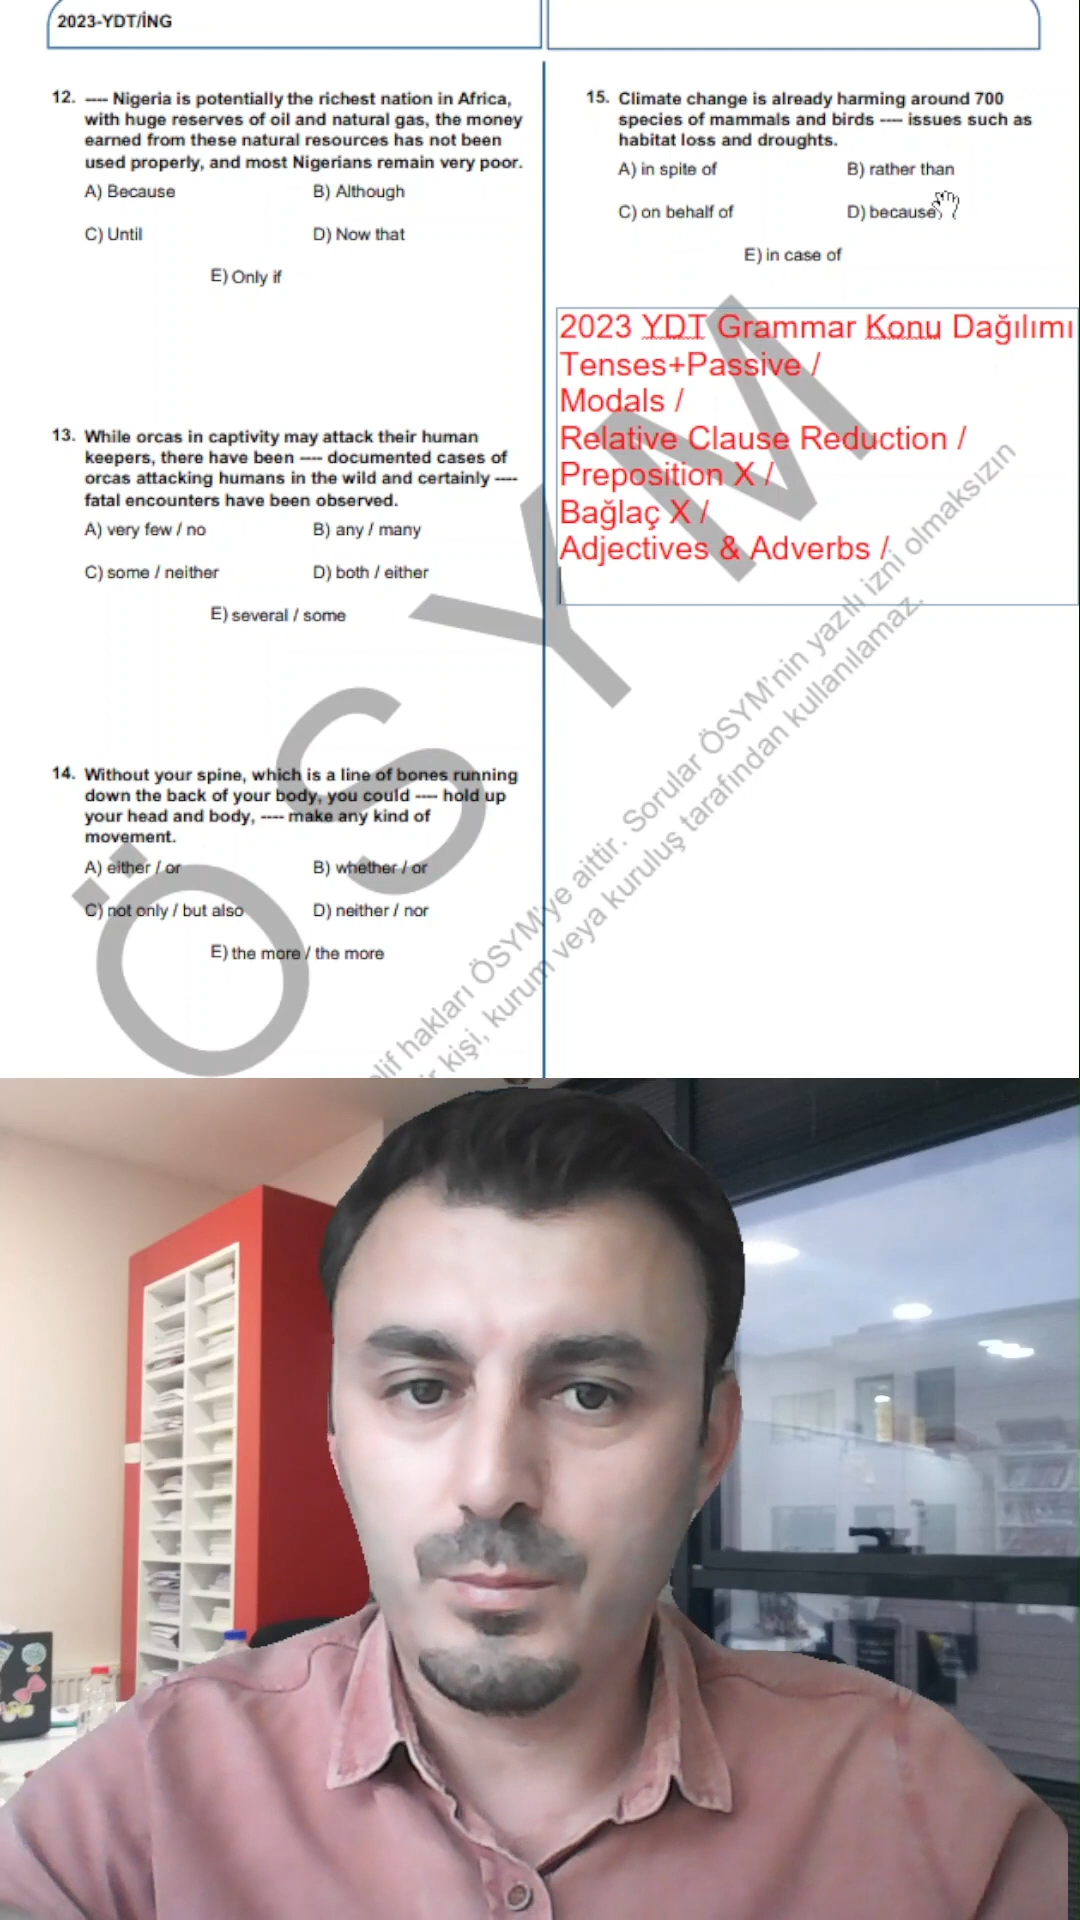 2023-YDT/İNG
12. ---- Nigeria is potentially the richest nation in Africa,
with huge reserves of oil and natural gas, the money
earned from these natural resources has not been
used properly, and most Nigerians remain very poor.
A) Because
B) Although
C) Until
D) Now that
E) Only if
13. While orcas in captivity may attack their human
keepers, there have been ---- documented cases of
orcas attacking humans in the wild and certainly ----
fatal encounters have been observed.
A) very few / no
B) any / many
C) some / neither
D) both / either
E) several / some
14. Without your spine, which is a line of bones running
down the back of your body, you could ---- hold up
your head and body, ---- make any kind of
movement.
A) either / or
B) whether / or
C) not only / but also
D) neither / nor
E) the more / the more
15. Climate change is already harming around 700
species of mammals and birds ---- issues such as
habitat loss and droughts.
A) in spite of
B) rather than
C) on behalf of
D) because
E) in case of
2023 YDT Grammar Konu Dağılımı
Tenses+Passive /
Modals /
Relative Clause Reduction /
Preposition X /
Bağlaç X /
Adjectives & Adverbs /
ÖSYM
hakları ÖSYM'ye aittir. Sorular ÖSYM'nin yazılı izni olmaksızın
kişi, kurum veya kuruluş tarafından kullanılamaz.